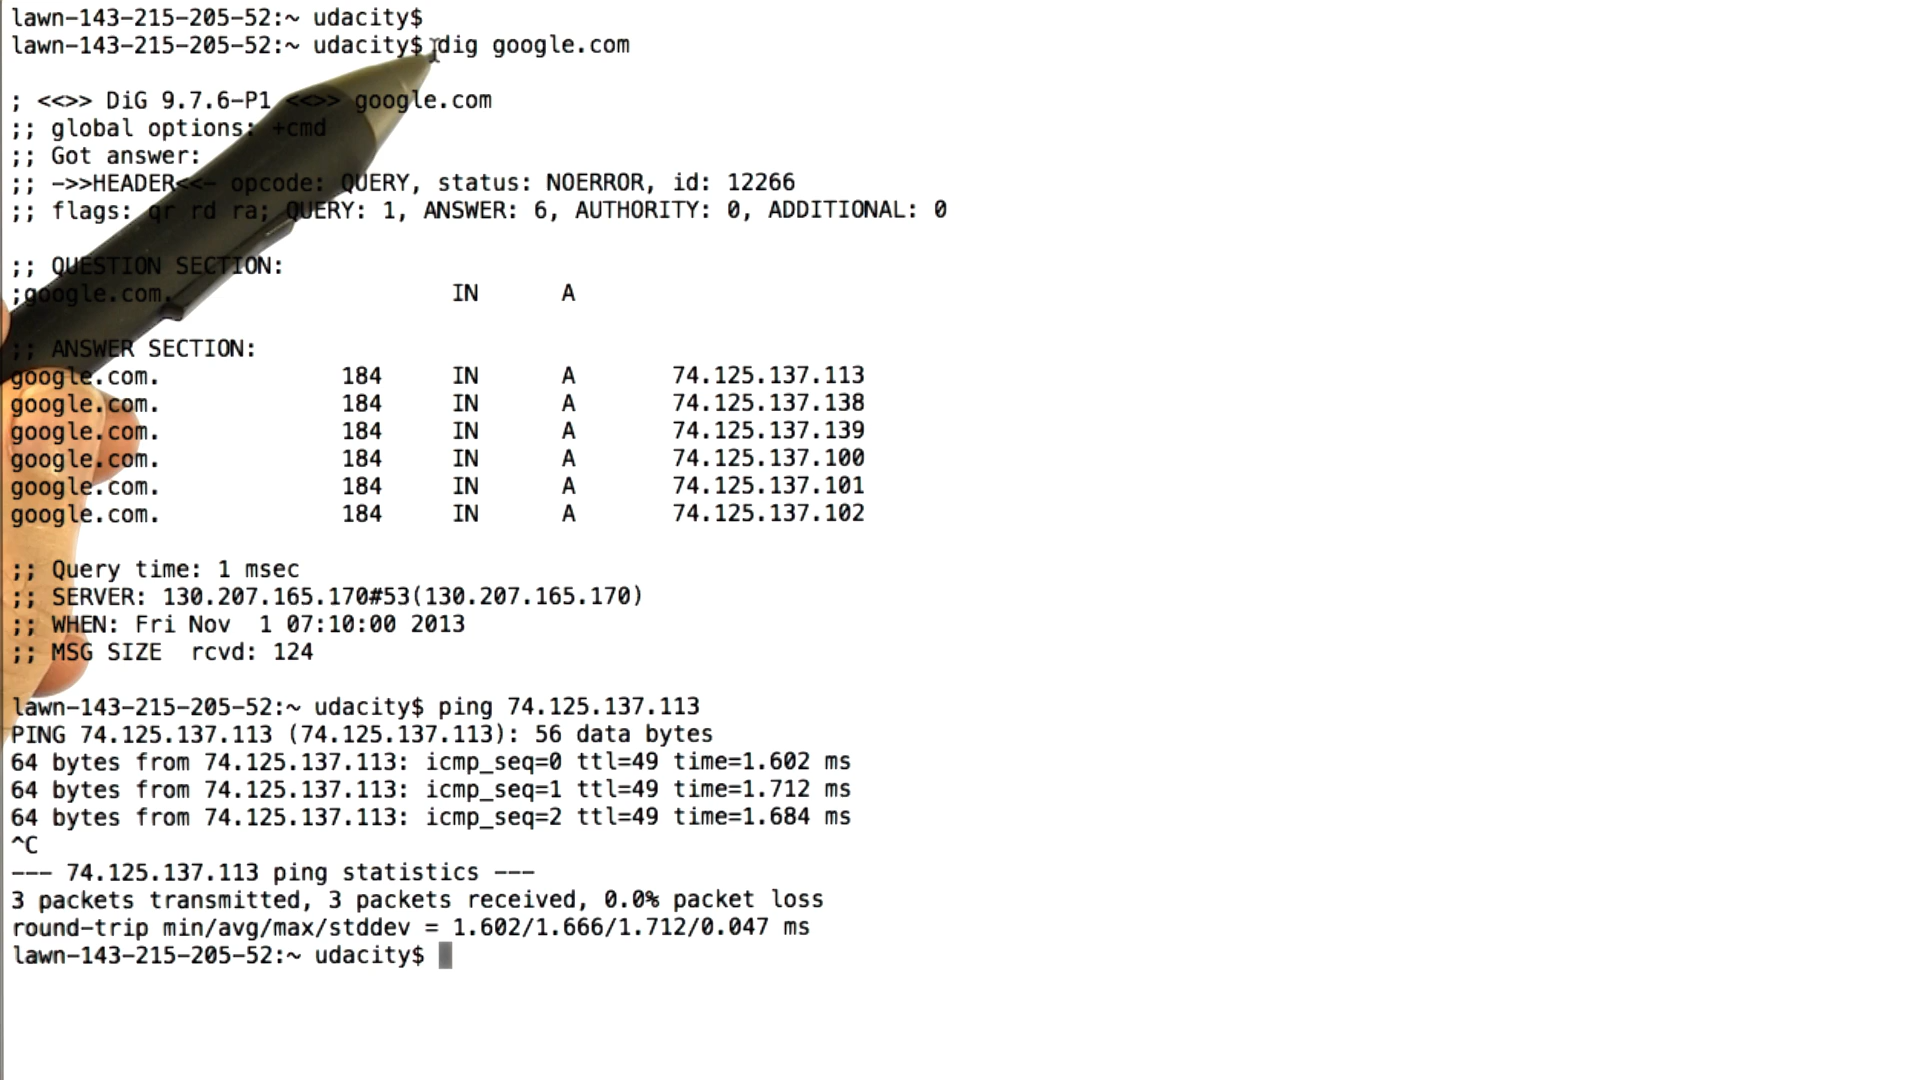 lawn-143-215-205-52:~ udacity$
lawn-143-215-205-52:~ udacity$ dig google.com
; <<>> DiG 9.7.6-P1 <<>> google.com
;; global options: +cmd
;; Got answer:
;; ->>HEADER<<- opcode: QUERY, status: NOERROR, id: 12266
;; flags: qr rd ra; QUERY: 1, ANSWER: 6, AUTHORITY: 0, ADDITIONAL: 0
;; QUESTION SECTION:
;google.com. IN A
;; ANSWER SECTION:
google.com. 184 IN A 74.125.137.113
google.com. 184 IN A 74.125.137.138
google.com. 184 IN A 74.125.137.139
google.com. 184 IN A 74.125.137.100
google.com. 184 IN A 74.125.137.101
google.com. 184 IN A 74.125.137.102
;; Query time: 1 msec
;; SERVER: 130.207.165.170#53(130.207.165.170)
;; WHEN: Fri Nov  1 07:10:00 2013
;; MSG SIZE  rcvd: 124
lawn-143-215-205-52:~ udacity$ ping 74.125.137.113
PING 74.125.137.113 (74.125.137.113): 56 data bytes
64 bytes from 74.125.137.113: icmp_seq=0 ttl=49 time=1.602 ms
64 bytes from 74.125.137.113: icmp_seq=1 ttl=49 time=1.712 ms
64 bytes from 74.125.137.113: icmp_seq=2 ttl=49 time=1.684 ms
^C
--- 74.125.137.113 ping statistics ---
3 packets transmitted, 3 packets received, 0.0% packet loss
round-trip min/avg/max/stddev = 1.602/1.666/1.712/0.047 ms
lawn-143-215-205-52:~ udacity$